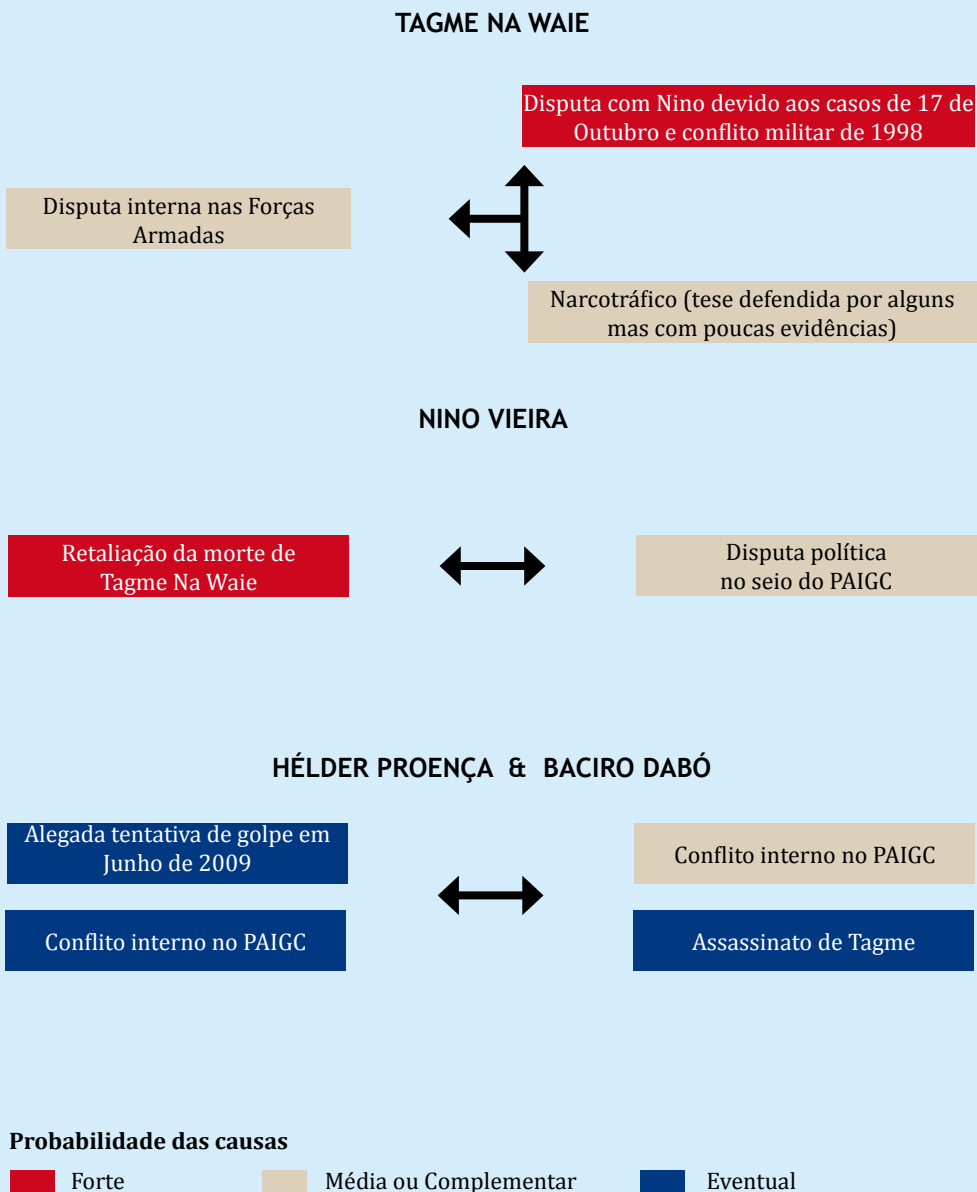 TAGME NA WAIE
Disputa com Nino devido aos casos de 17 de
Outubro e conflito militar de 1998
Disputa interna nas Forças
Armadas
Narcotráfico (tese defendida por alguns
mas com poucas evidências)
NINO VIEIRA
Retaliação da morte de
Tagme Na Waie
Disputa política
no seio do PAIGC
HÉLDER PROENÇA & BACIRO DABÓ
Alegada tentativa de golpe em
Junho de 2009
Conflito interno no PAIGC
Conflito interno no PAIGC
Assassinato de Tagme
Probabilidade das causas
Forte Média ou Complementar Eventual